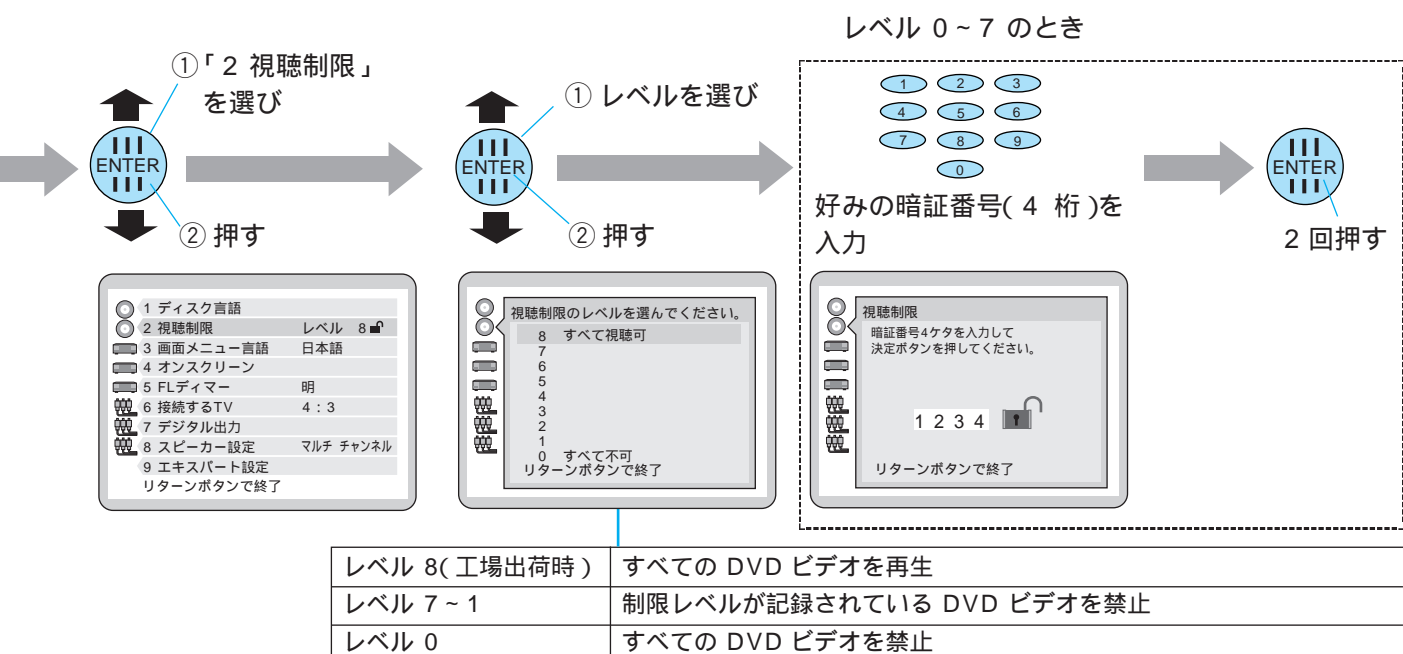 レベル 0 ~ 7 のとき
①「 2 視聴制限 」
を選び
ENTER
② 押す
① レベルを選び
ENTER
② 押す
1 2 3
4 5 6
7 8 9
0
好みの暗証番号( 4 桁 )を
入力
ENTER
2 回押す
1 ディスク言語
2 視聴制限 レベル 8
3 画面メニュー言語 日本語
4 オンスクリーン
5 FLディマー 明
6 接続するTV 4 : 3
7 デジタル出力
8 スピーカー設定 マルチ チャンネル
9 エキスパート設定
リターンボタンで終了
視聴制限のレベルを選んでください。
8 すべて視聴可
7
6
5
4
3
2
1
0 すべて不可
リターンボタンで終了
視聴制限
暗証番号4ケタを入力して
決定ボタンを押してください。
1 2 3 4
リターンボタンで終了
レベル 8( 工場出荷時 ) すべての DVD ビデオを再生
レベル 7 ~ 1 制限レベルが記録されている DVD ビデオを禁止
レベル 0 すべての DVD ビデオを禁止